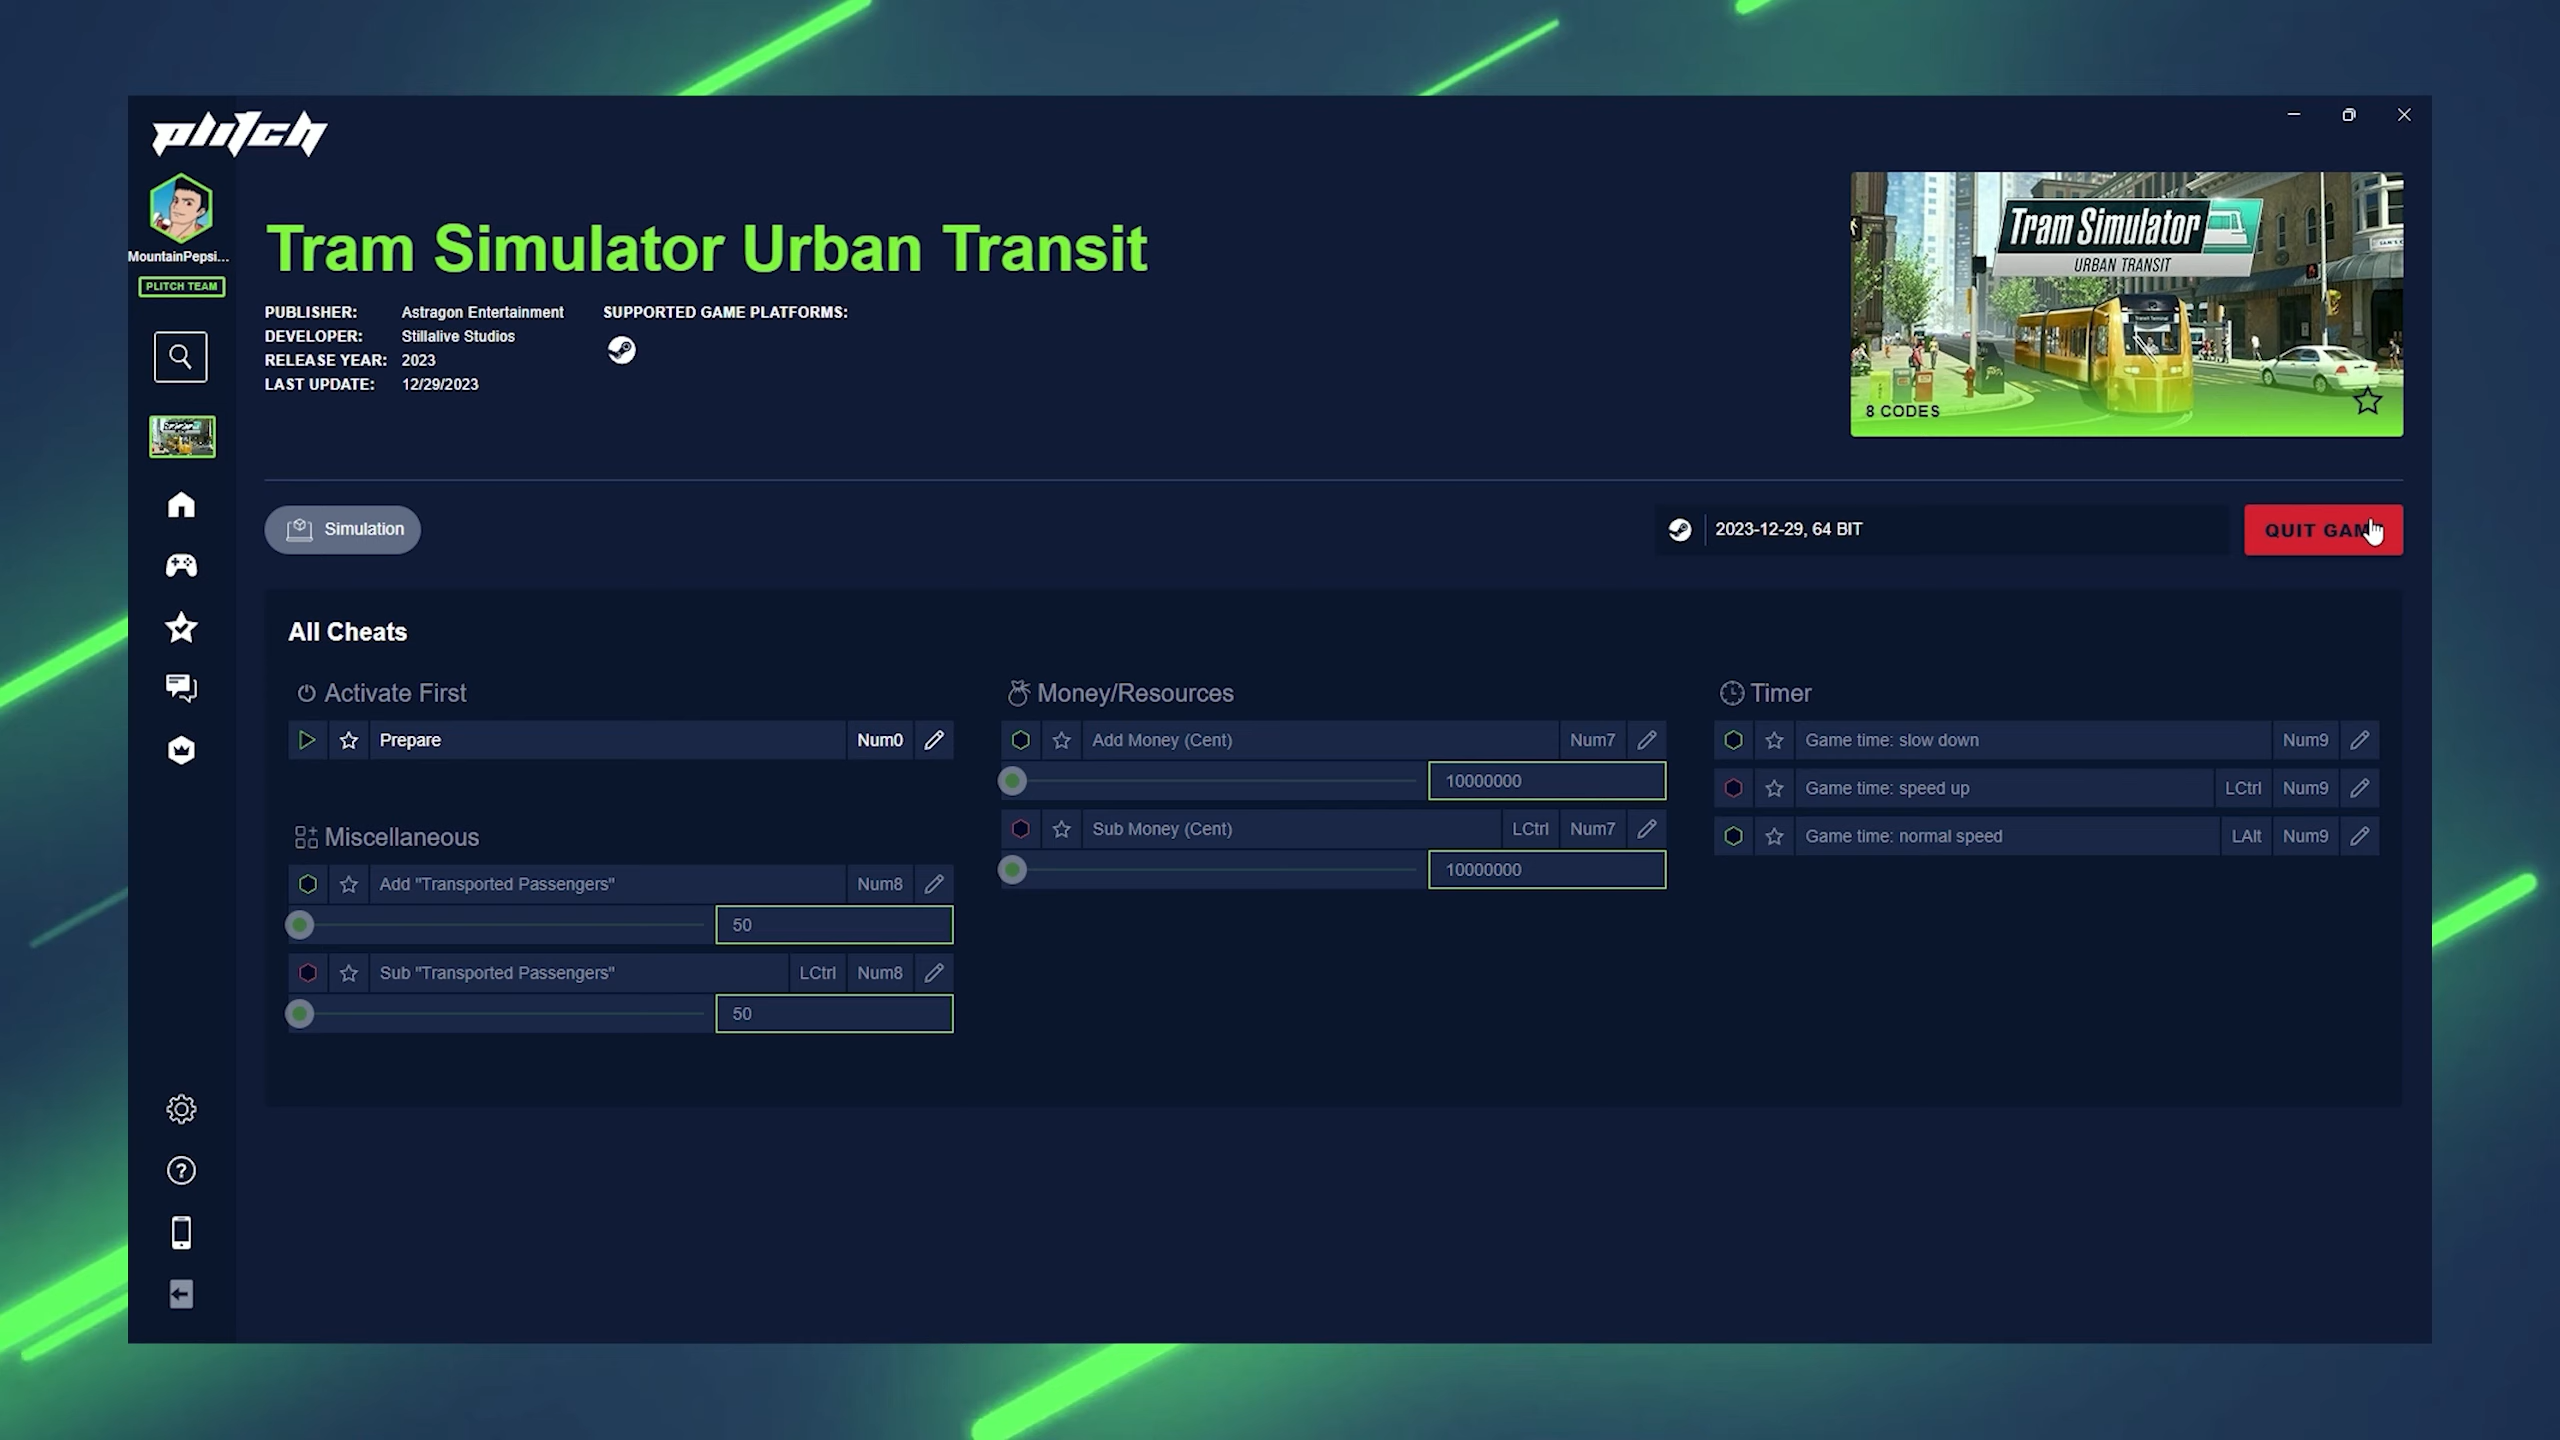 plitch
MountainPepsi...
PLITCH TEAM
Tram Simulator Urban Transit
PUBLISHER: Astragon Entertainment
DEVELOPER: Stillalive Studios
RELEASE YEAR: 2023
LAST UPDATE: 12/29/2023
SUPPORTED GAME PLATFORMS:
Tram Simulator
URBAN TRANSIT
8 CODES
Simulation
2023-12-29, 64 BIT
QUIT GAM
All Cheats
Activate First
Prepare Num0
Miscellaneous
Add "Transported Passengers" Num8
50
Sub "Transported Passengers" LCtrl Num8
50
Money/Resources
Add Money (Cent) Num7
10000000
Sub Money (Cent) LCtrl Num7
10000000
Timer
Game time: slow down Num9
Game time: speed up LCtrl Num9
Game time: normal speed LAlt Num9